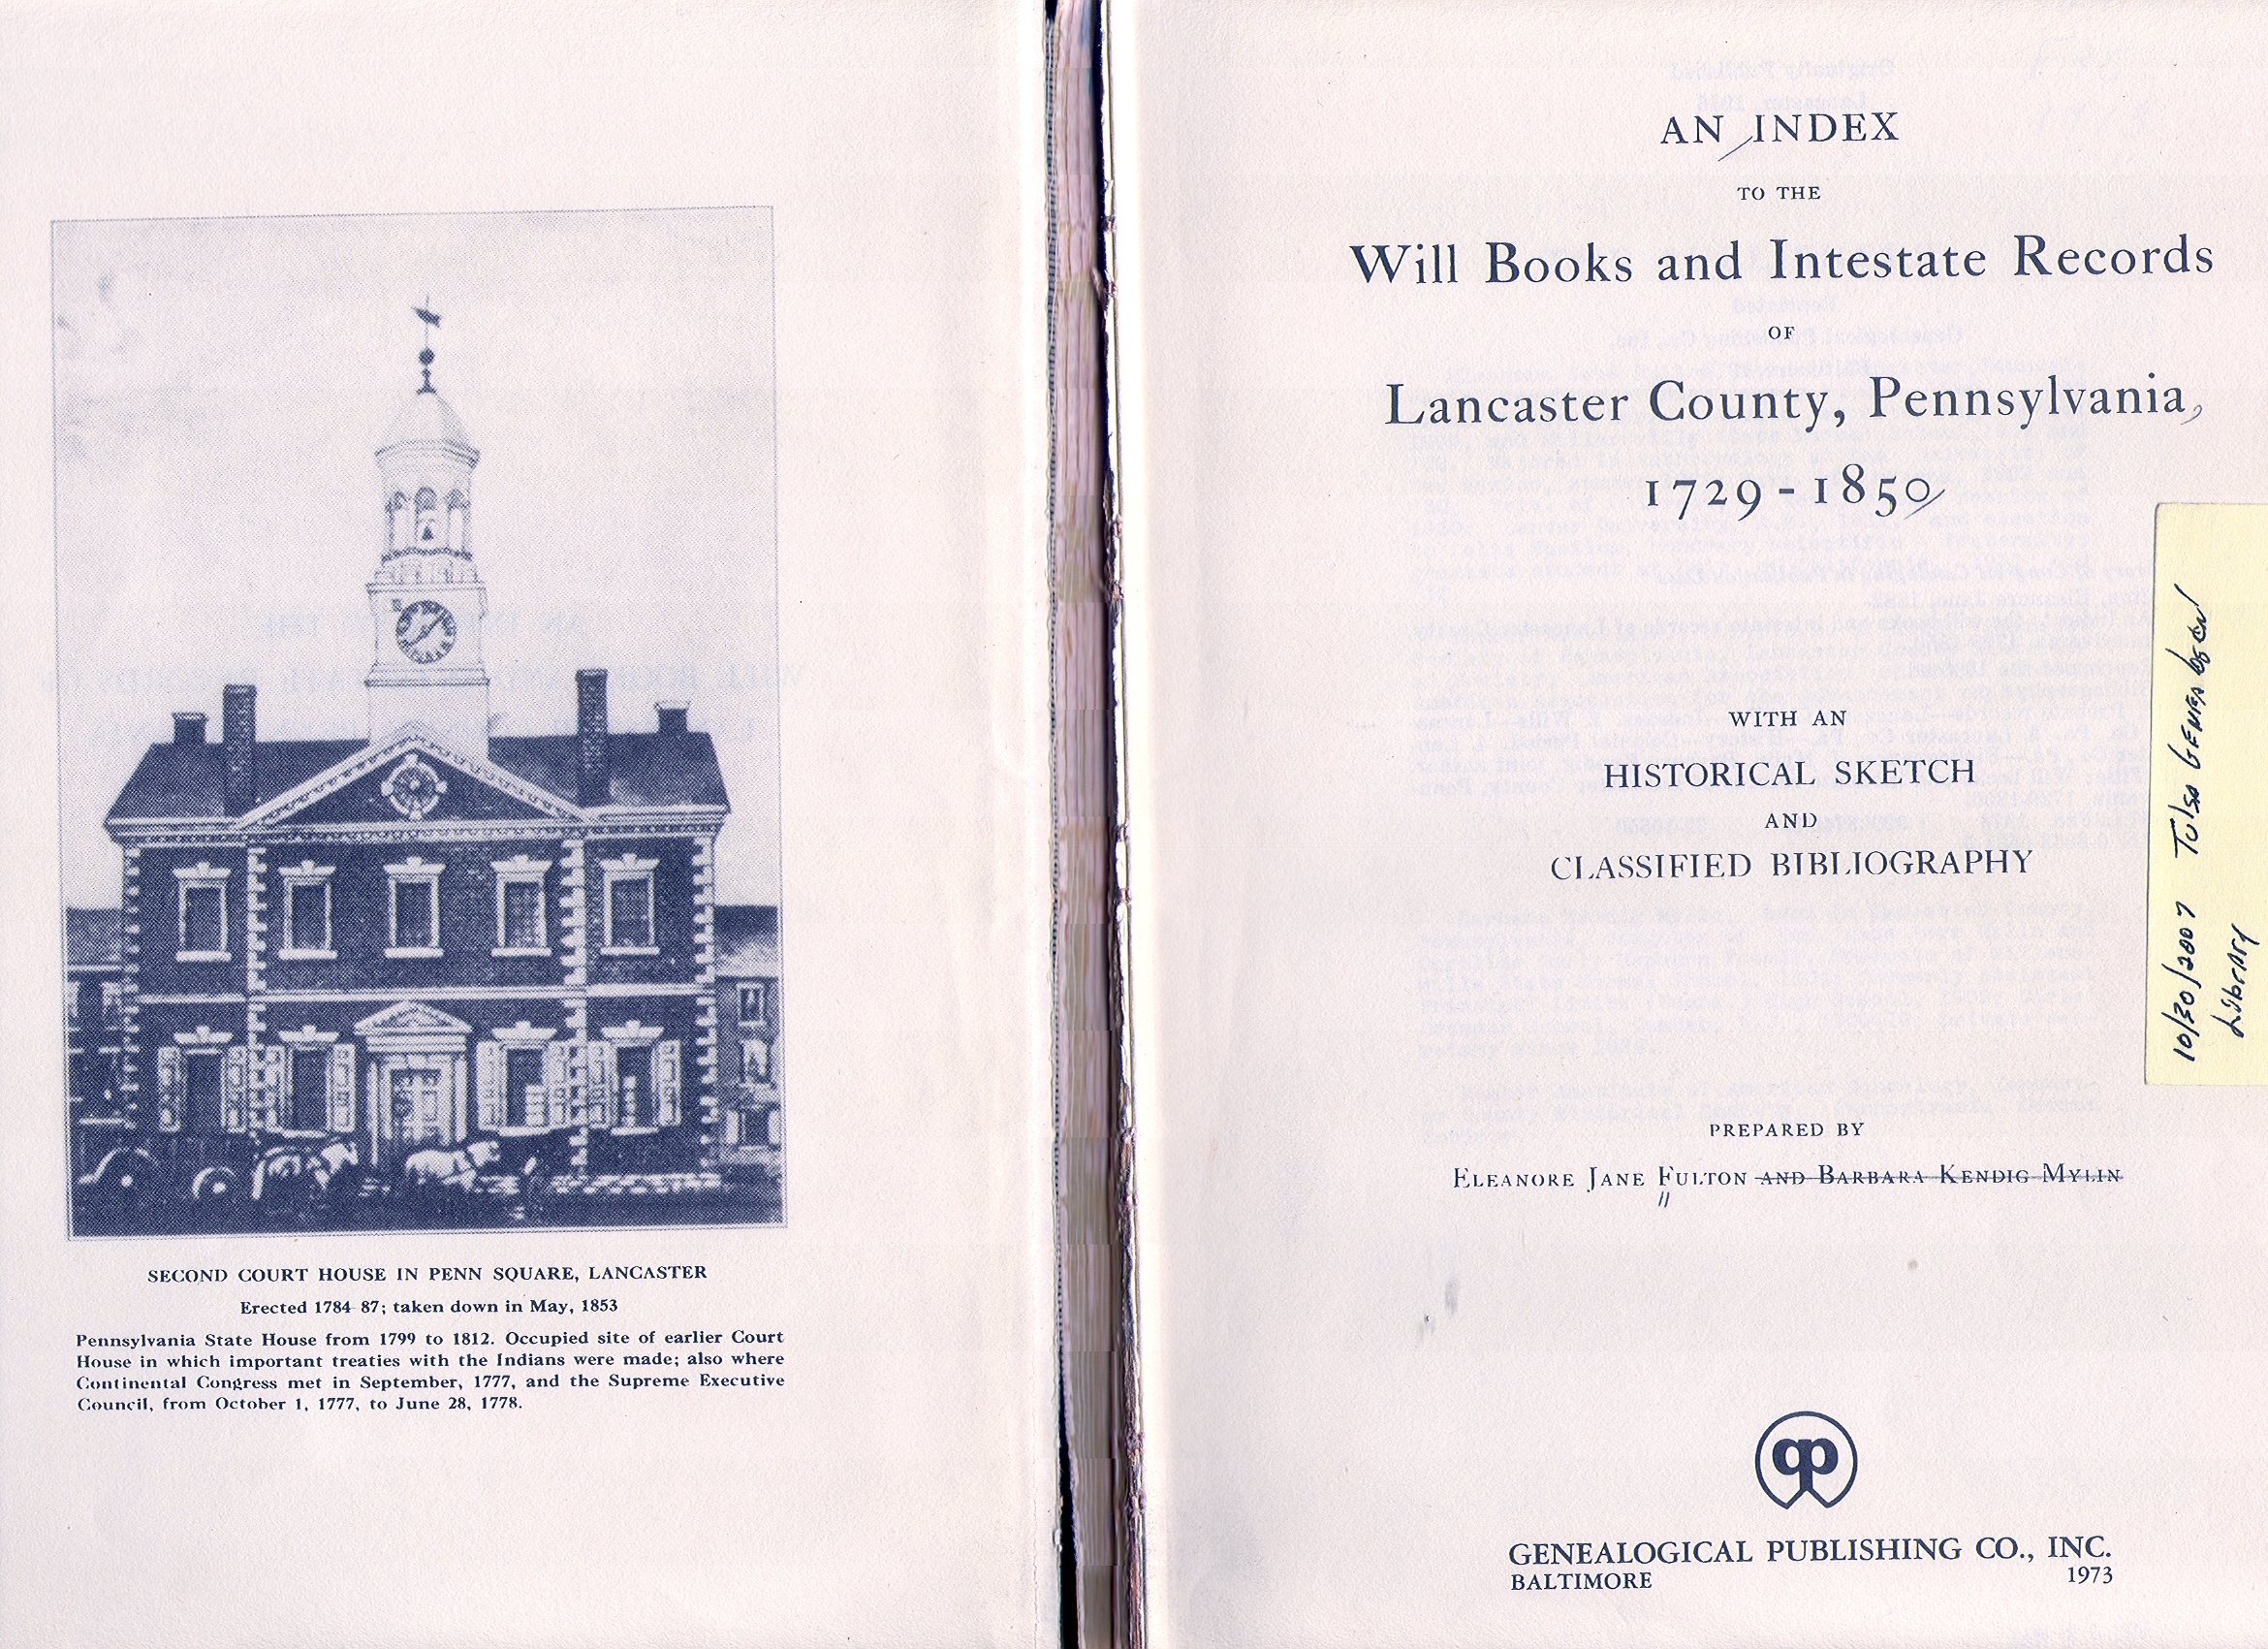 SECOND COURT HOUSE IN PENN SQUARE, LANCASTER
Erected 1784-87; taken down in May, 1853
Pennsylvania State House from 1799 to 1812. Occupied site of earlier Court
House in which important treaties with the Indians were made; also where
Continental Congress met in September, 1777, and the Supreme Executive
Council, from October 1, 1777, to June 28, 1778.
AN INDEX
TO THE
Will Books and Intestate Records
OF
Lancaster County, Pennsylvania,
1729-1850
WITH AN
HISTORICAL SKETCH
AND
CLASSIFIED BIBLIOGRAPHY
PREPARED BY
ELEANORE JANE FULTON AND BARBARA KENDIG MYLIN
gp
GENEALOGICAL PUBLISHING CO., INC.
BALTIMORE 1973
10/30/2007 Tulsa
Library